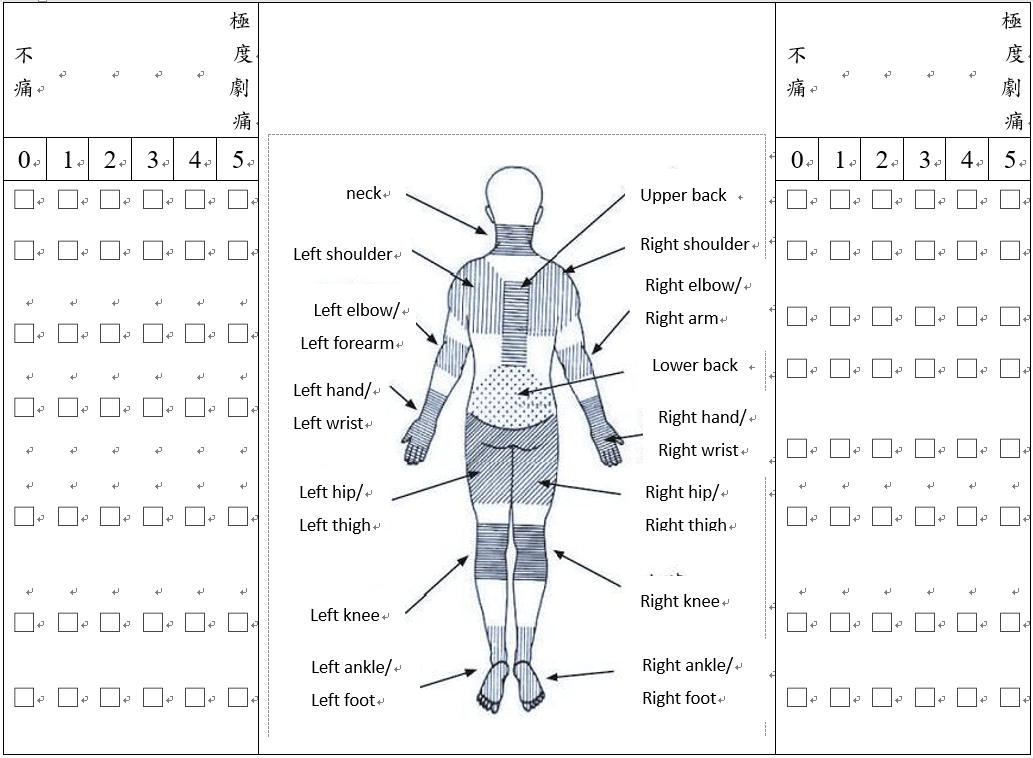 不痛
極度劇痛
0 1 2 3 4 5
neck
Left shoulder
Left elbow/
Left forearm
Left hand/
Left wrist
Left hip/
Left thigh
Left knee
Left ankle/
Left foot
Upper back
Right shoulder
Right elbow/
Right arm
Lower back
Right hand/
Right wrist
Right hip/
Right thigh
Right knee
Right ankle/
Right foot
不痛
極度劇痛
0 1 2 3 4 5